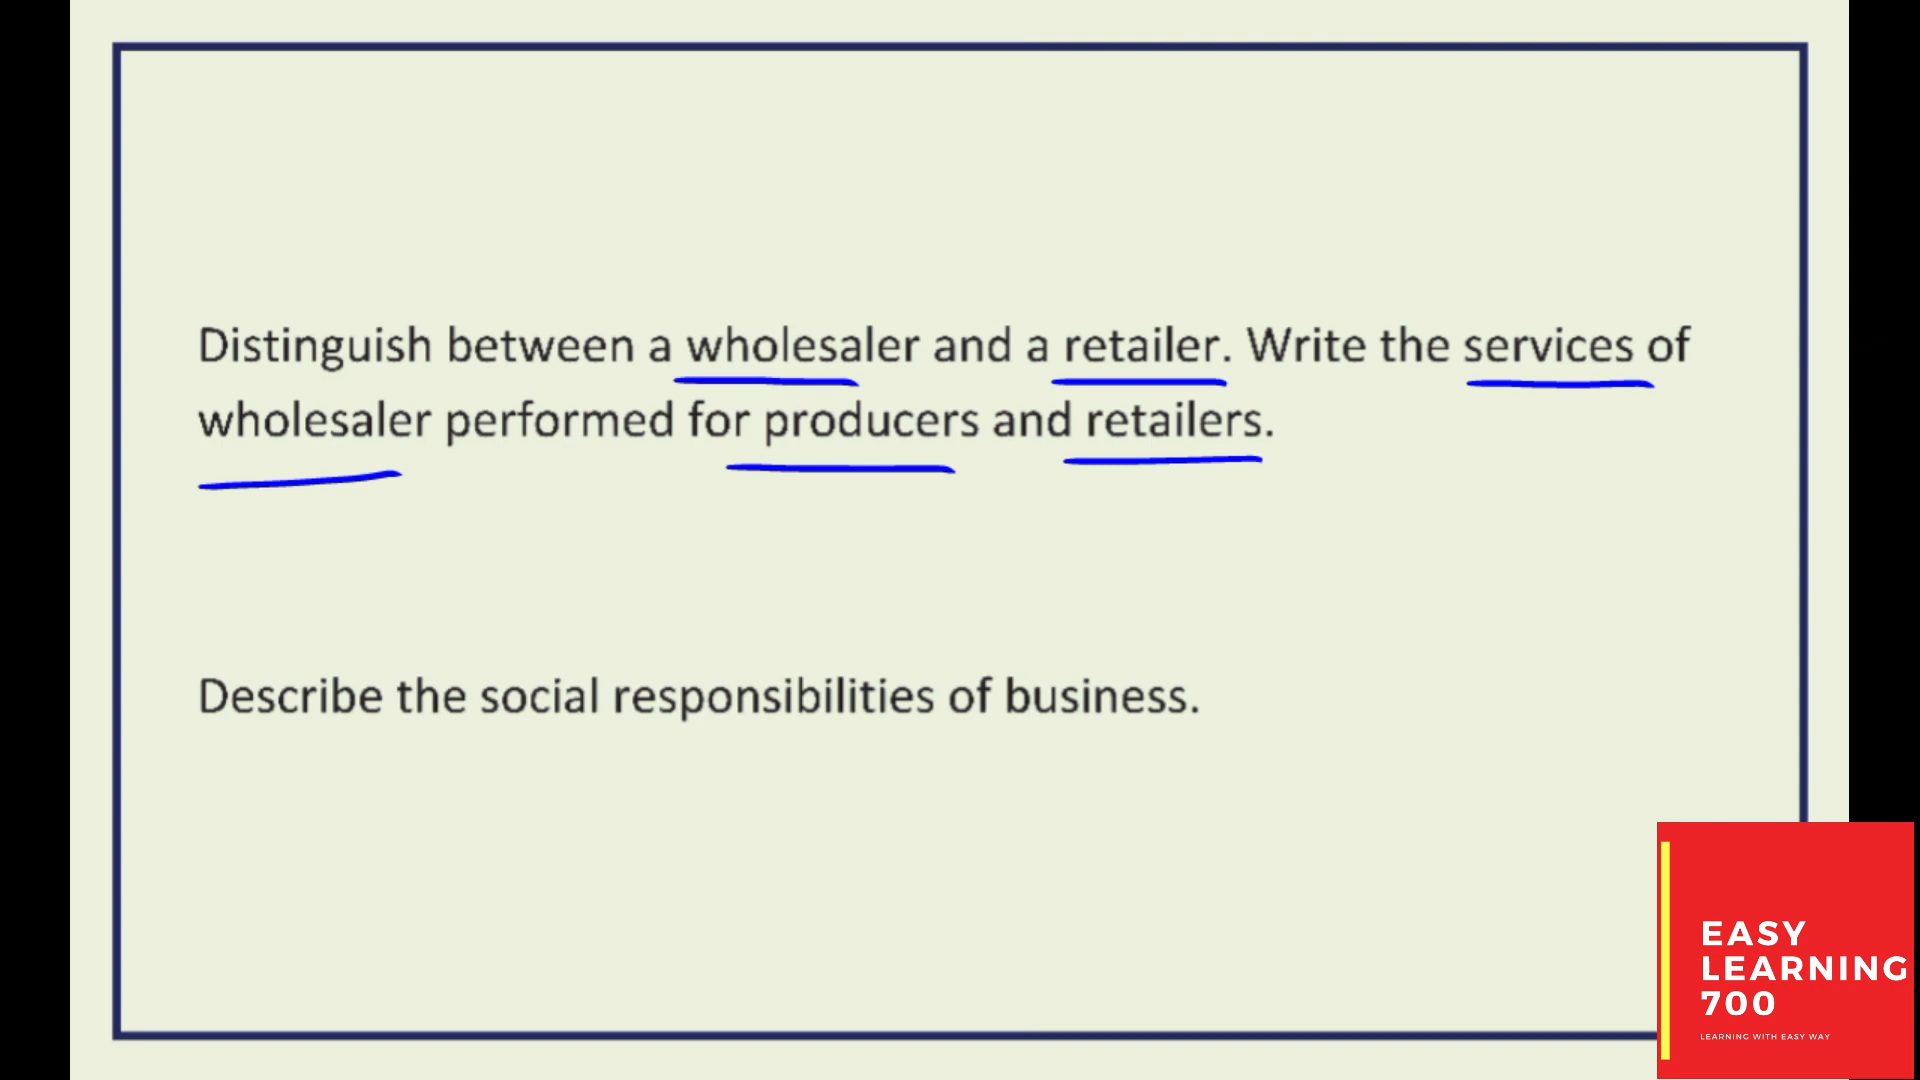 Distinguish between a wholesaler and a retailer. Write the services of
wholesaler performed for producers and retailers.
Describe the social responsibilities of business.
EASY
LEARNING
700
LEARNING WITH EASY WAY